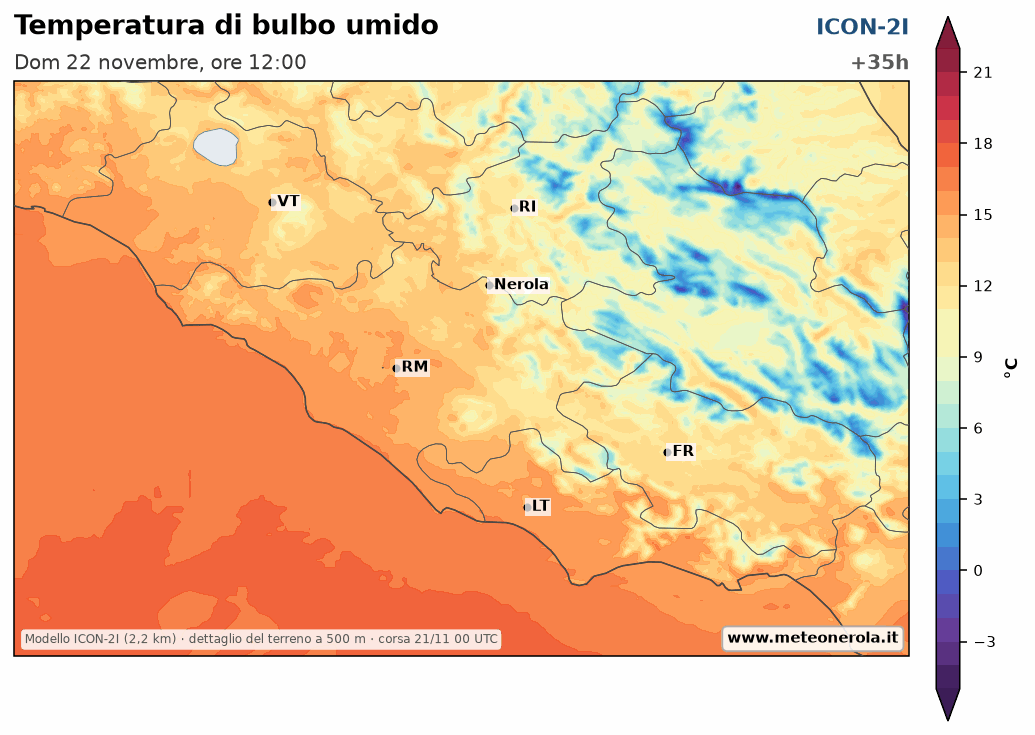 Temperatura di bulbo umido
ICON-2I
Dom 22 novembre, ore 12:00
+35h
21
18
15
12
9
6
3
0
−3
°C
VT
RI
Nerola
RM
FR
LT
Modello ICON-2I (2,2 km) · dettaglio del terreno a 500 m · corsa 21/11 00 UTC
www.meteonerola.it